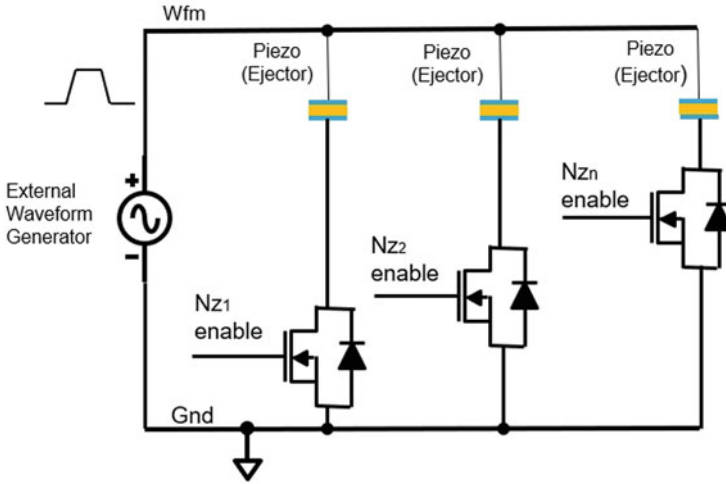 Wfm
Piezo
(Ejector)
Piezo
(Ejector)
Piezo
(Ejector)
+
External
Waveform
Generator
−
Nz1
enable
Nz2
enable
Nzn
enable
Gnd